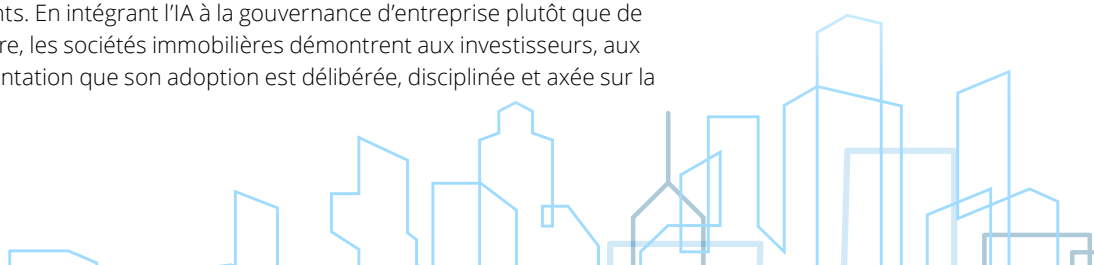 nts. En intégrant l’IA à la gouvernance d’entreprise plutôt que de
re, les sociétés immobilières démontrent aux investisseurs, aux
ntation que son adoption est délibérée, disciplinée et axée sur la